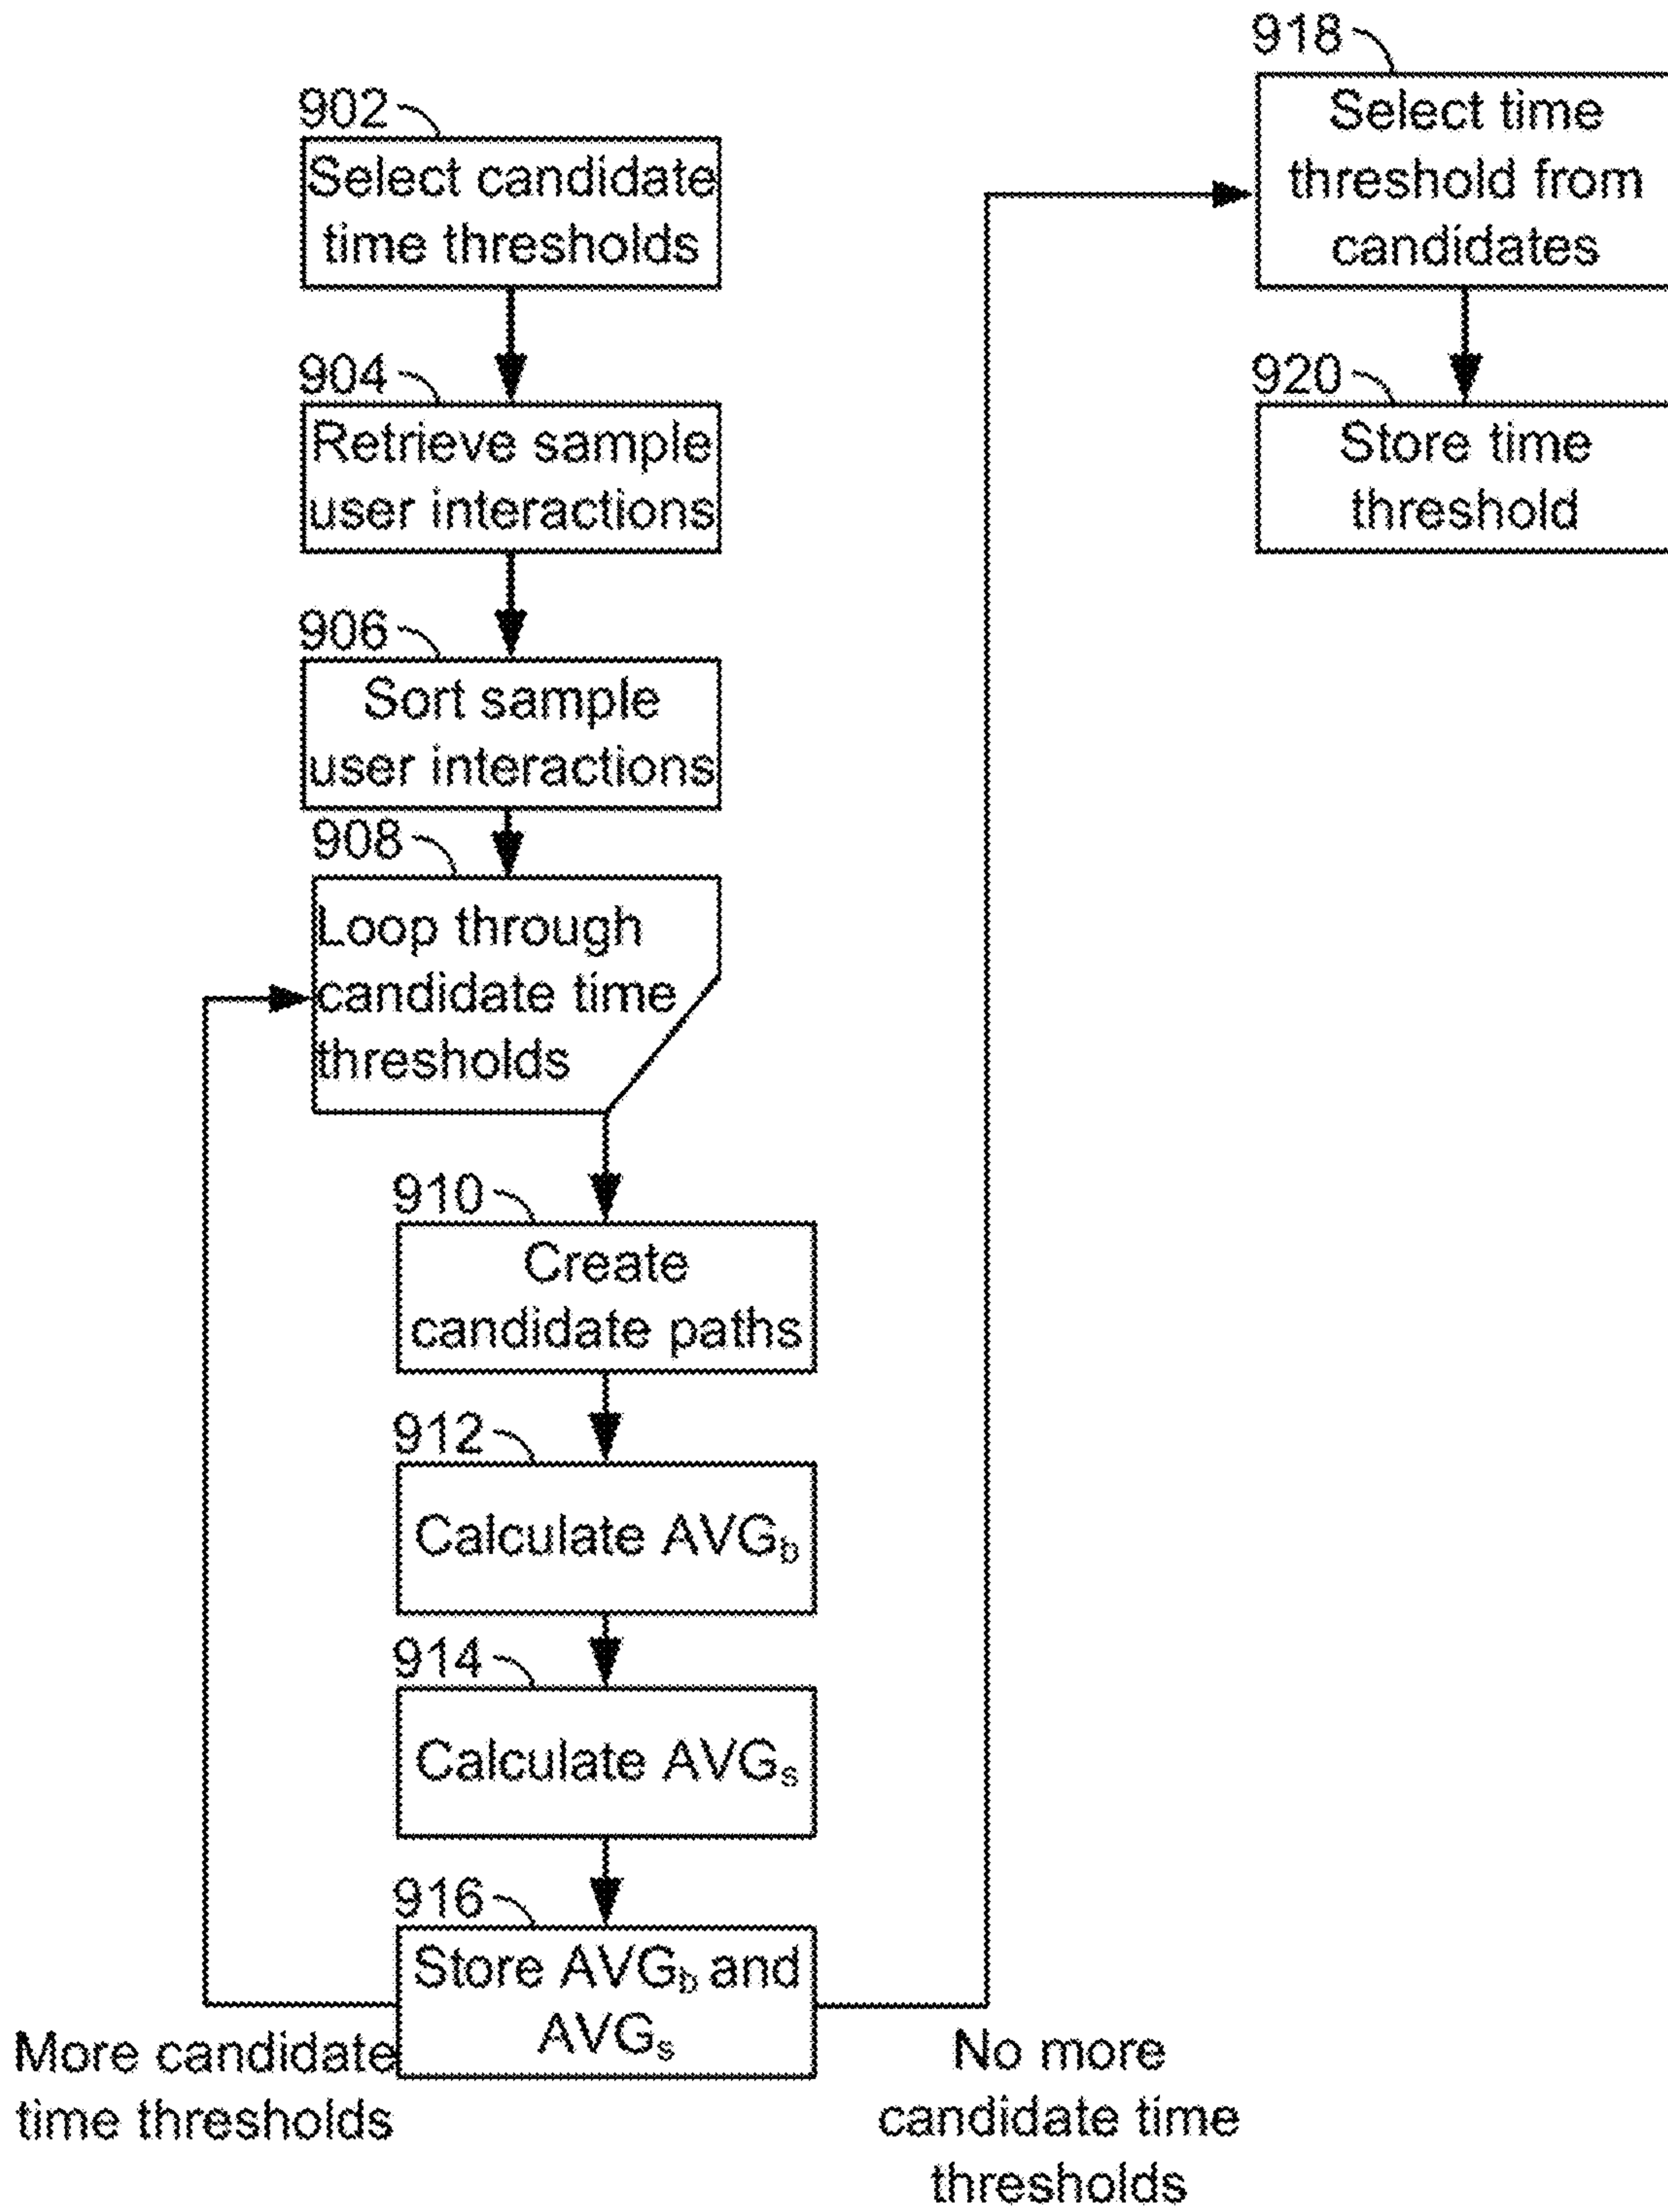 902
Select candidate
time thresholds
904
Retrieve sample
user interactions
906
Sort sample
user interactions
908
Loop through
candidate time
thresholds
910
Create
candidate paths
912
Calculate AVGb
914
Calculate AVGs
916
Store AVGb and
AVGs
More candidate
time thresholds
No more
candidate time
thresholds
918
Select time
threshold from
candidates
920
Store time
threshold